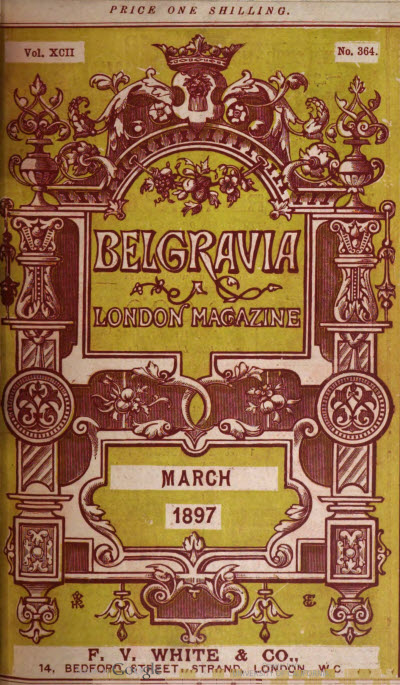 PRICE ONE SHILLING.
Vol. XCII
No. 364.
BELGRAVIA
A
LONDON MAGAZINE
MARCH
1897
F. V. WHITE & CO.,
14, BEDFORD STREET, STRAND, LONDON W.C
Google